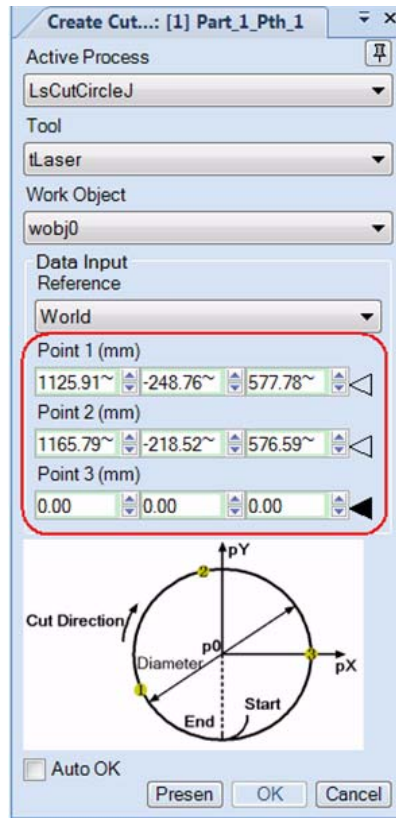 Create Cut...: [1] Part_1_Pth_1
Active Process
LsCutCircleJ
Tool
tLaser
Work Object
wobj0
Data Input
Reference
World
Point 1 (mm)
1125.91~ -248.76~ 577.78~
Point 2 (mm)
1165.79~ -218.52~ 576.59~
Point 3 (mm)
0.00 0.00 0.00
pY
2
Cut Direction
p0
3
pX
Diameter
1
Start
End
Auto OK
Presen OK Cancel